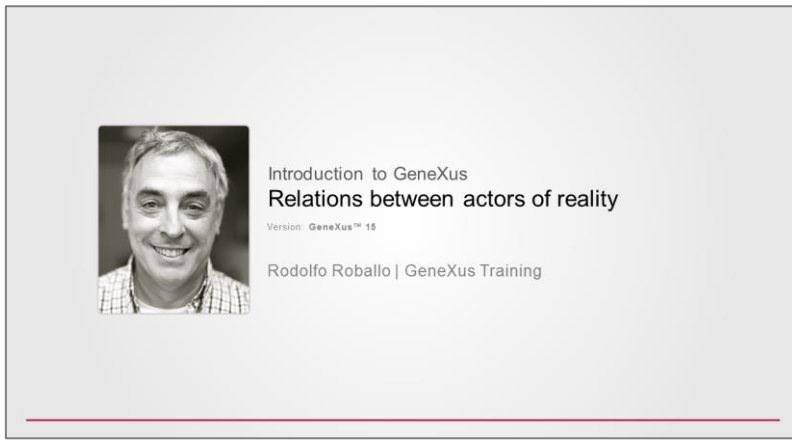 Introduction to GeneXus
Relations between actors of reality
Version: GeneXus™ 15
Rodolfo Roballo | GeneXus Training